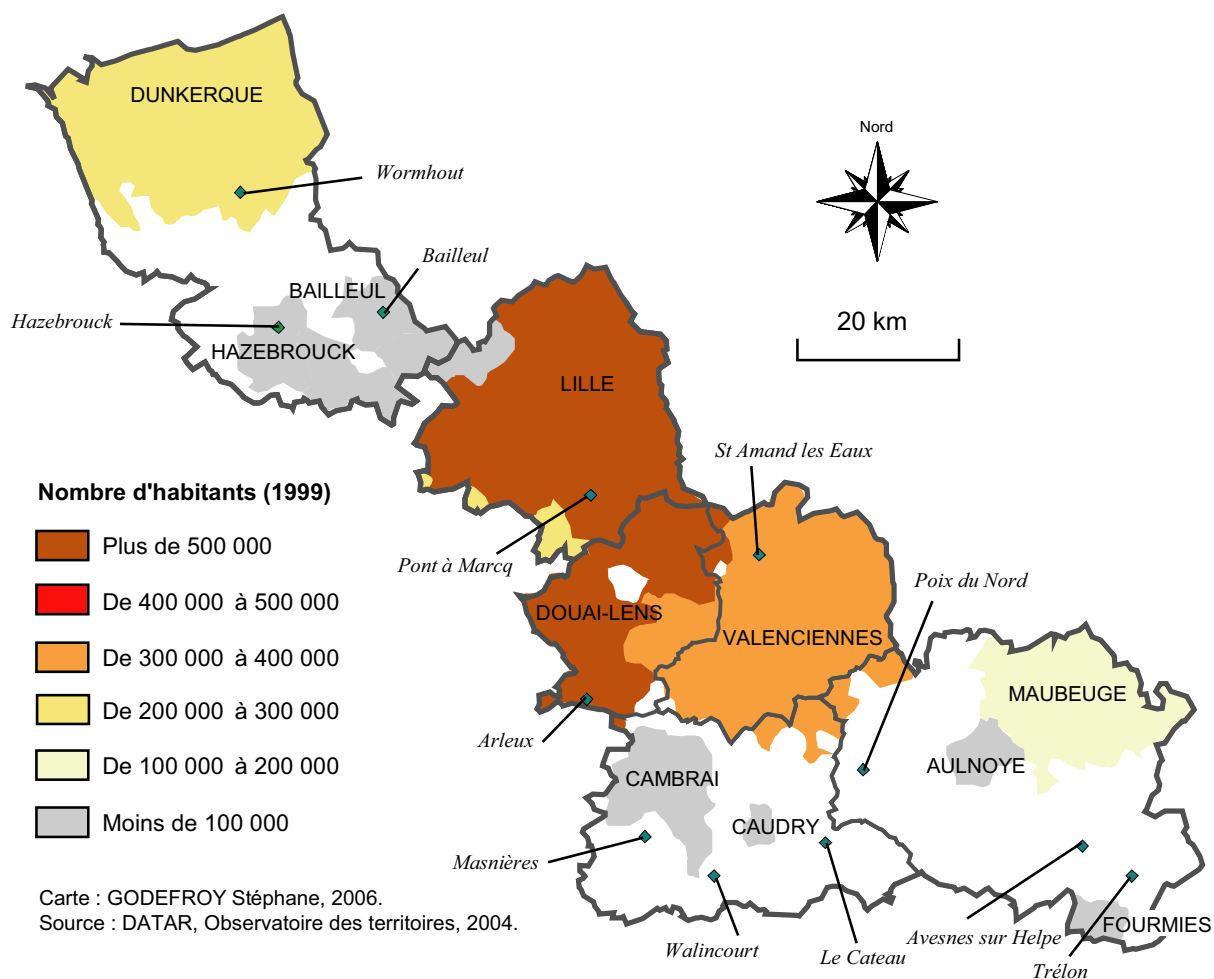 DUNKERQUE
Nord
Wormhout
Bailleul
BAILLEUL
Hazebrouck
HAZEBROUCK
20 km
LILLE
St Amand les Eaux
Nombre d'habitants (1999)
Plus de 500 000
De 400 000 à 500 000
De 300 000 à 400 000
De 200 000 à 300 000
De 100 000 à 200 000
Moins de 100 000
Pont à Marcq
Poix du Nord
DOUAI-LENS
VALENCIENNES
MAUBEUGE
Arleux
AULNOYE
CAMBRAI
CAUDRY
Masnières
Carte : GODEFROY Stéphane, 2006.
Source : DATAR, Observatoire des territoires, 2004.
Walincourt
Le Cateau
Avesnes sur Helpe
FOURMIES
Trélon